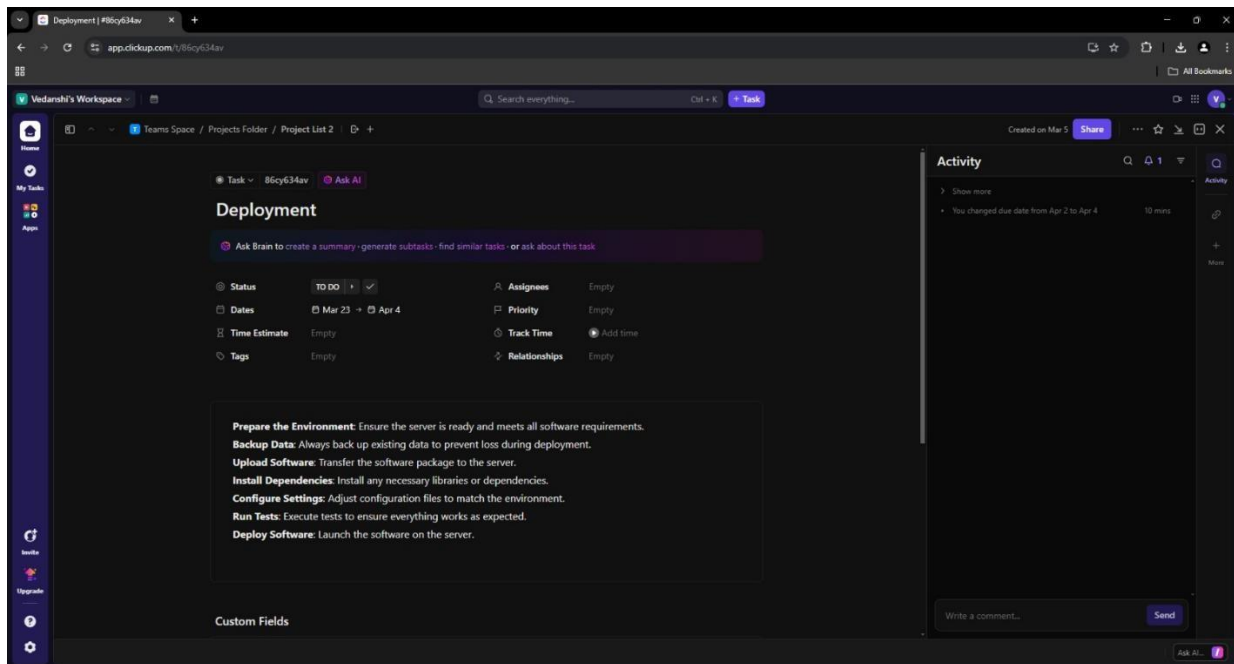 Deployment | #86cy634av
app.clickup.com/t/86cy634av
All Bookmarks
V Vedanshi's Workspace
Search everything...
Ctrl + K
+ Task
V
Home
My Tasks
Apps
Invite
Upgrade
T Teams Space / Projects Folder / Project List 2
Created on Mar 5
Share
Task
86cy634av
Ask AI
Deployment
Ask Brain to create a summary · generate subtasks · find similar tasks · or ask about this task
Status
TO DO
Assignees
Empty
Dates
Mar 23 → Apr 4
Priority
Empty
Time Estimate
Empty
Track Time
Add time
Tags
Empty
Relationships
Empty
Prepare the Environment: Ensure the server is ready and meets all software requirements.
Backup Data: Always back up existing data to prevent loss during deployment.
Upload Software: Transfer the software package to the server.
Install Dependencies: Install any necessary libraries or dependencies.
Configure Settings: Adjust configuration files to match the environment.
Run Tests: Execute tests to ensure everything works as expected.
Deploy Software: Launch the software on the server.
Custom Fields
Activity
1
Show more
You changed due date from Apr 2 to Apr 4
10 mins
Write a comment...
Send
Activity
More
Ask AI...